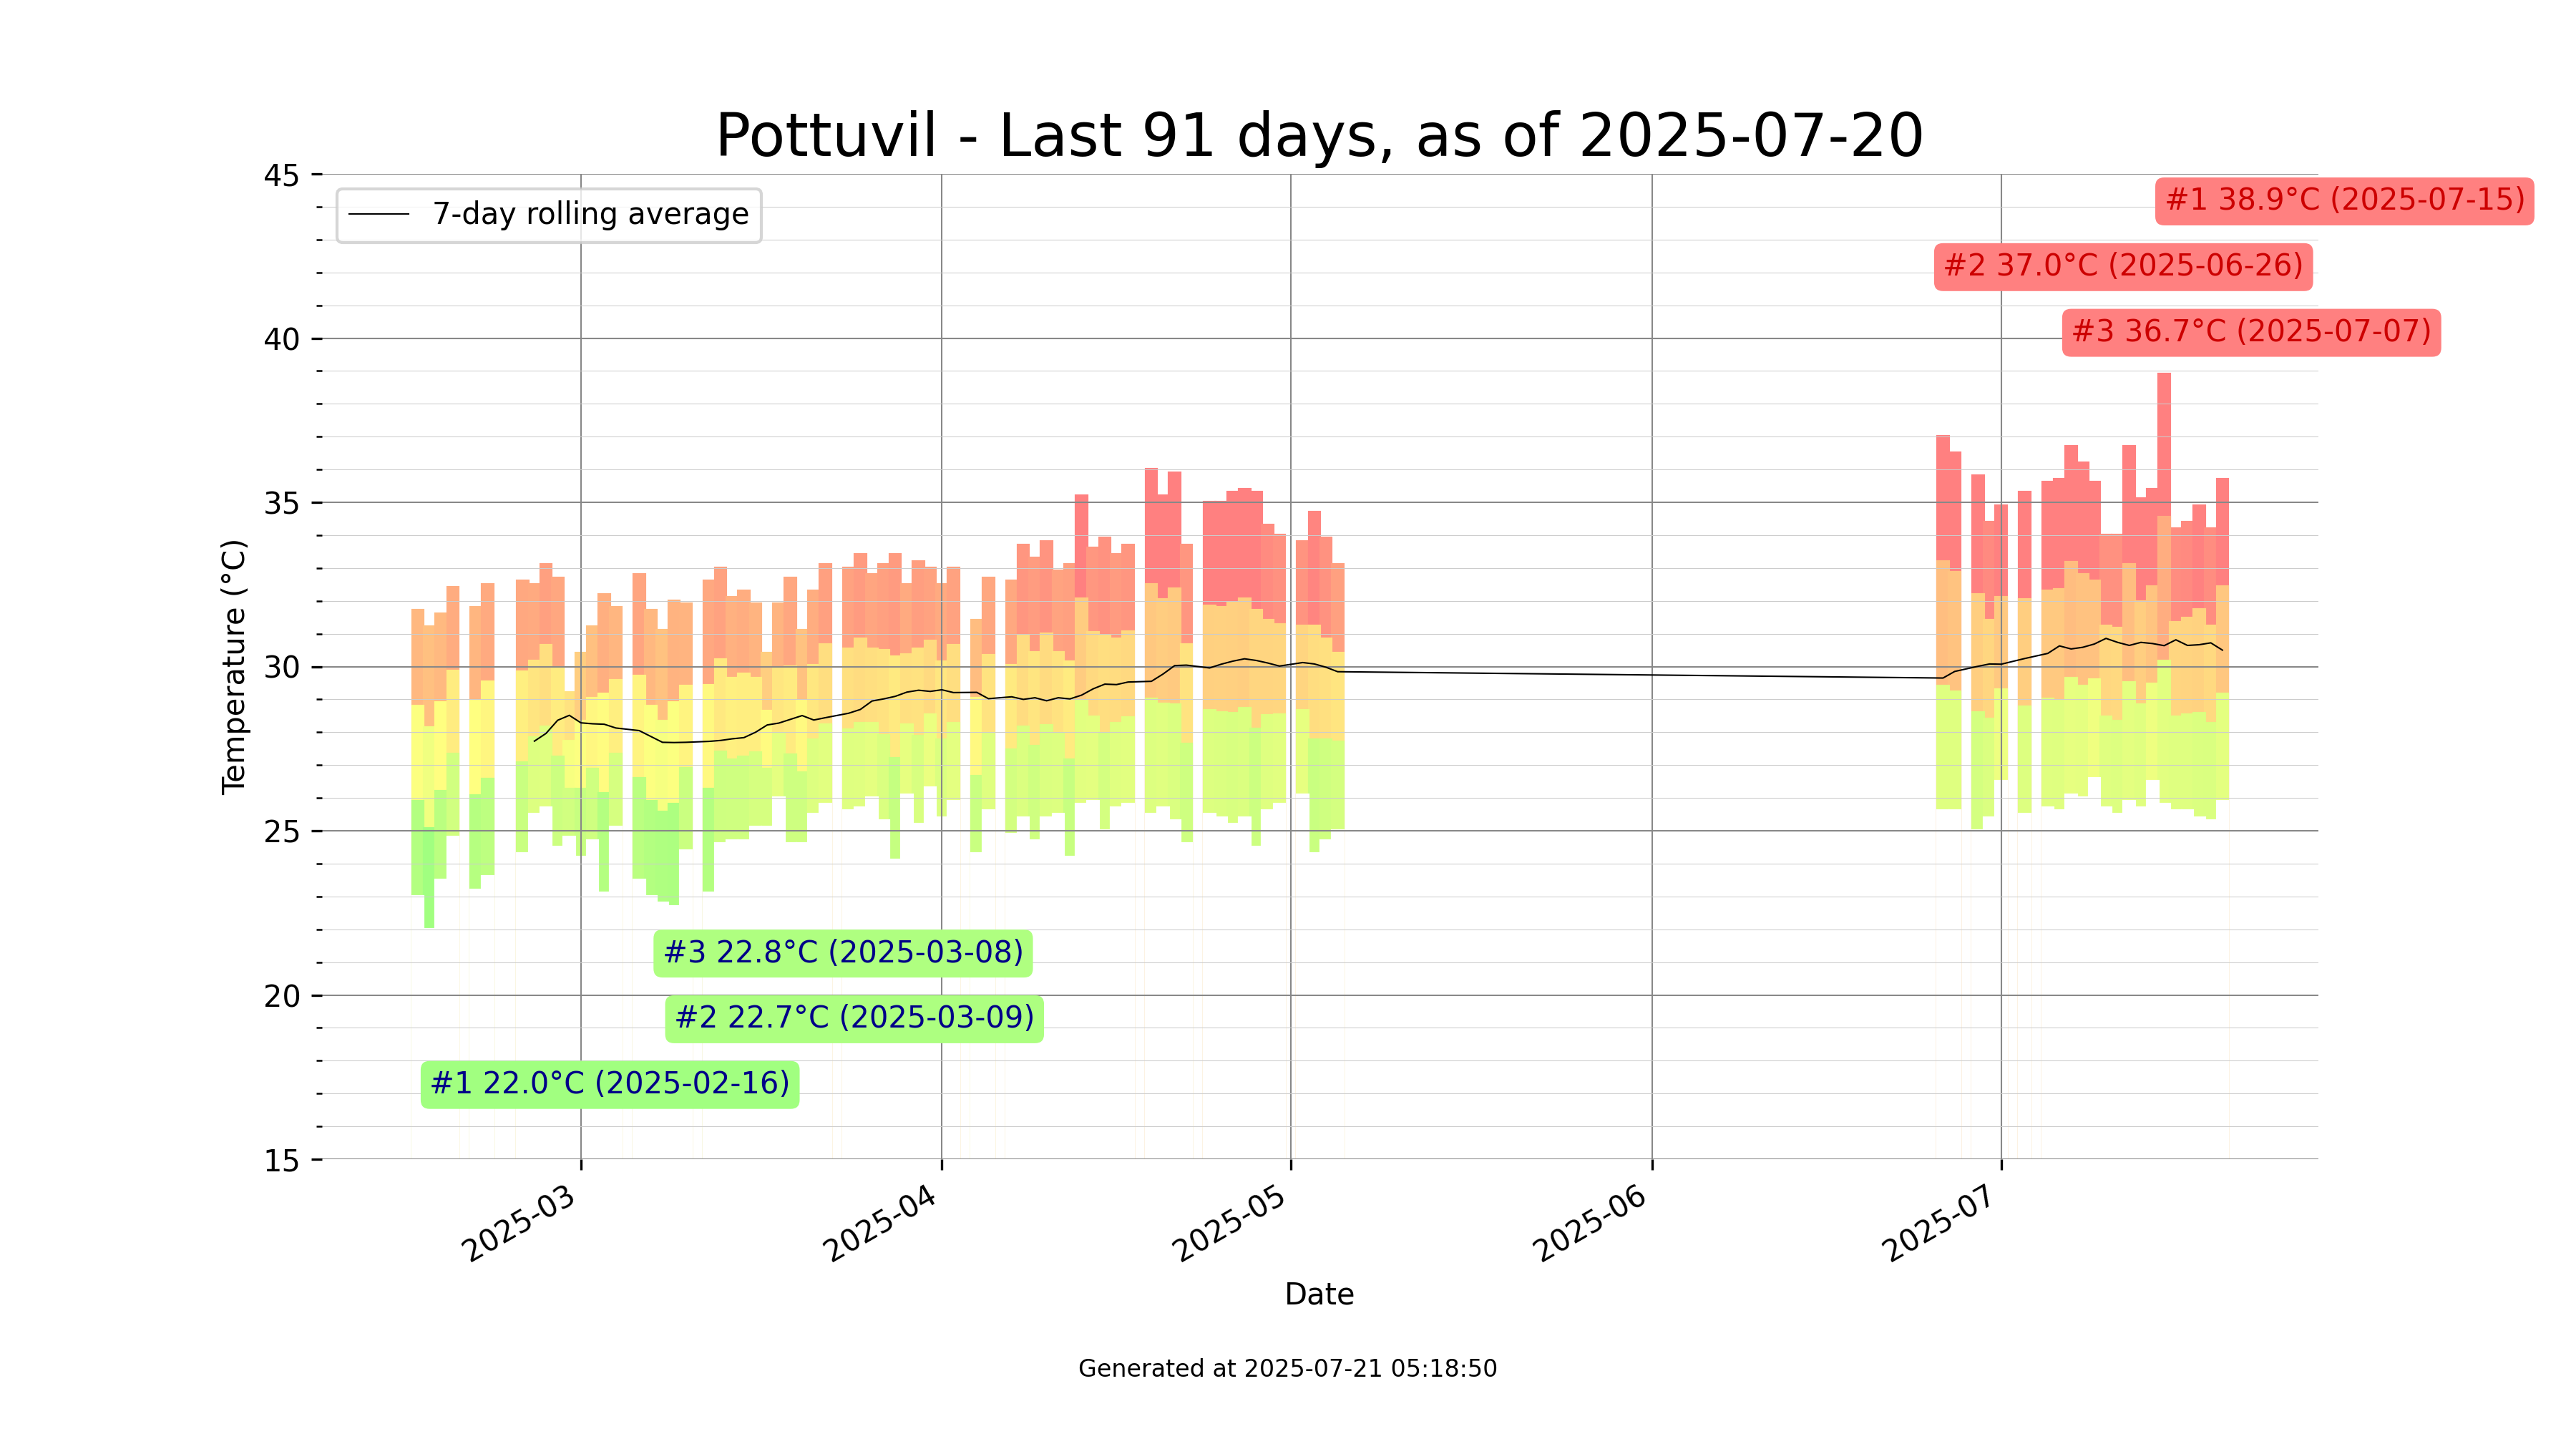 Pottuvil - Last 91 days, as of 2025-07-20
45
7-day rolling average
#1 38.9°C (2025-07-15)
#2 37.0°C (2025-06-26)
#3 36.7°C (2025-07-07)
40
35
30
25
20
15
Temperature (°C)
#3 22.8°C (2025-03-08)
#2 22.7°C (2025-03-09)
#1 22.0°C (2025-02-16)
2025-03
2025-04
2025-05
2025-06
2025-07
Date
Generated at 2025-07-21 05:18:50